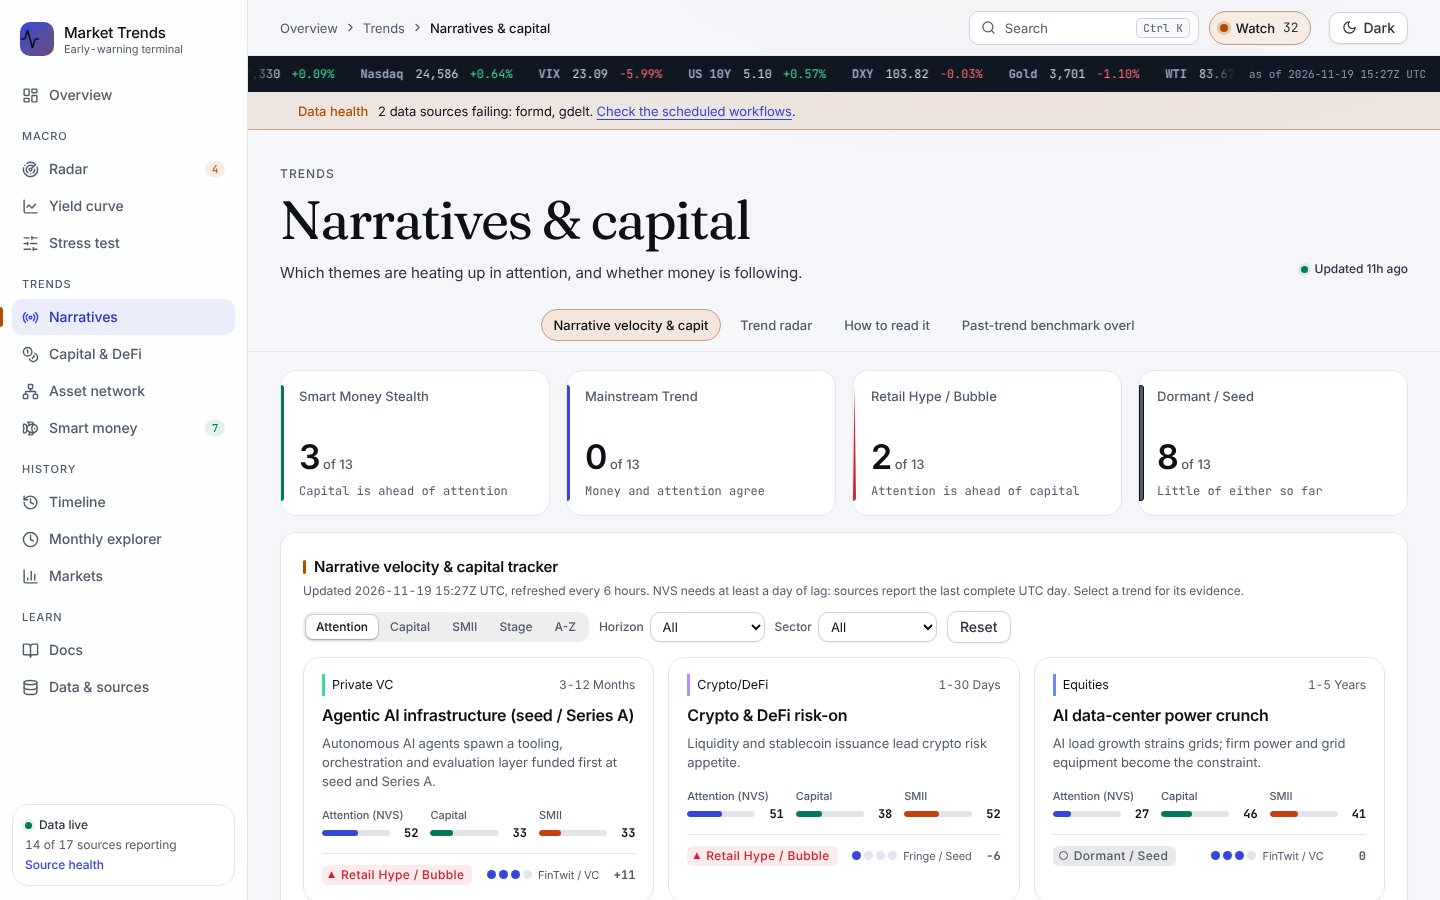 Market Trends
Early-warning terminal
Overview
MACRO
Radar 4
Yield curve
Stress test
TRENDS
Narratives
Capital & DeFi
Asset network
Smart money 7
HISTORY
Timeline
Monthly explorer
Markets
LEARN
Docs
Data & sources
Data live
14 of 17 sources reporting
Source health
Overview > Trends > Narratives & capital
Search Ctrl K
Watch 32
Dark
,330 +0.09% Nasdaq 24,586 +0.64% VIX 23.09 -5.99% US 10Y 5.10 +0.57% DXY 103.82 -0.03% Gold 3,701 -1.10% WTI 83.67 as of 2026-11-19 15:27Z UTC
Data health 2 data sources failing: formd, gdelt. Check the scheduled workflows.
TRENDS
Narratives & capital
Which themes are heating up in attention, and whether money is following.
Updated 11h ago
Narrative velocity & capit Trend radar How to read it Past-trend benchmark overl
Smart Money Stealth
3 of 13
Capital is ahead of attention
Mainstream Trend
0 of 13
Money and attention agree
Retail Hype / Bubble
2 of 13
Attention is ahead of capital
Dormant / Seed
8 of 13
Little of either so far
Narrative velocity & capital tracker
Updated 2026-11-19 15:27Z UTC, refreshed every 6 hours. NVS needs at least a day of lag: sources report the last complete UTC day. Select a trend for its evidence.
Attention Capital SMII Stage A-Z Horizon All Sector All Reset
Private VC 3-12 Months
Agentic AI infrastructure (seed / Series A)
Autonomous AI agents spawn a tooling,
orchestration and evaluation layer funded first at
seed and Series A.
Attention (NVS) Capital SMII
52 33 33
▲ Retail Hype / Bubble FinTwit / VC +11
Crypto/DeFi 1-30 Days
Crypto & DeFi risk-on
Liquidity and stablecoin issuance lead crypto risk
appetite.
Attention (NVS) Capital SMII
51 38 52
▲ Retail Hype / Bubble Fringe / Seed -6
Equities 1-5 Years
AI data-center power crunch
AI load growth strains grids; firm power and grid
equipment become the constraint.
Attention (NVS) Capital SMII
27 46 41
Dormant / Seed FinTwit / VC 0